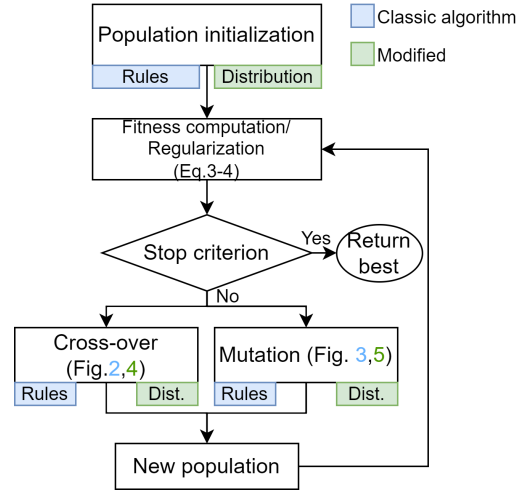 Population initialization
Rules
Distribution
Classic algorithm
Modified
Fitness computation/
Regularization
(Eq.3-4)
Stop criterion
Yes
Return
best
No
Cross-over
(Fig.2,4)
Rules
Dist.
Mutation (Fig. 3,5)
Rules
Dist.
New population